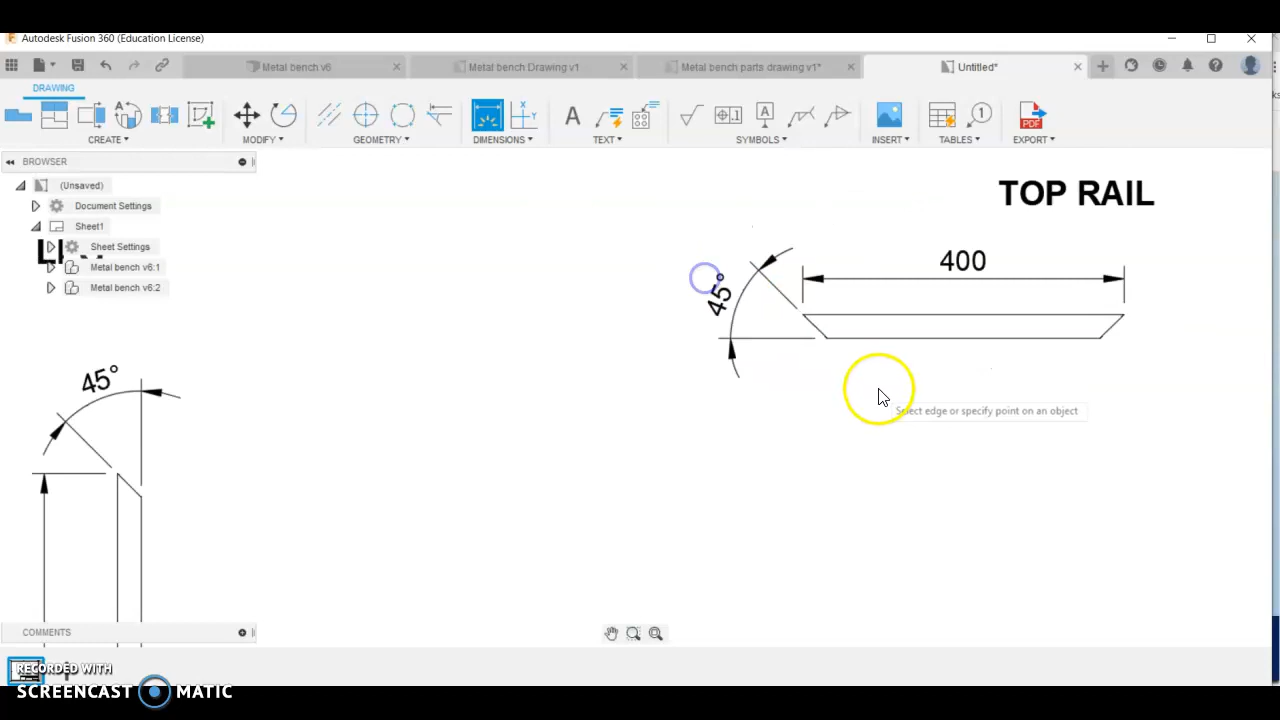 Autodesk Fusion 360 (Education License)
Metal bench v6
Metal bench Drawing v1
Metal bench parts drawing v1*
Untitled*
DRAWING
CREATE
MODIFY
GEOMETRY
DIMENSIONS
TEXT
SYMBOLS
INSERT
TABLES
EXPORT
BROWSER
(Unsaved)
Document Settings
Sheet1
Sheet Settings
Metal bench v6:1
Metal bench v6:2
TOP RAIL
400
45°
45°
Select edge or specify point on an object
COMMENTS
RECORDED WITH
SCREENCAST MATIC